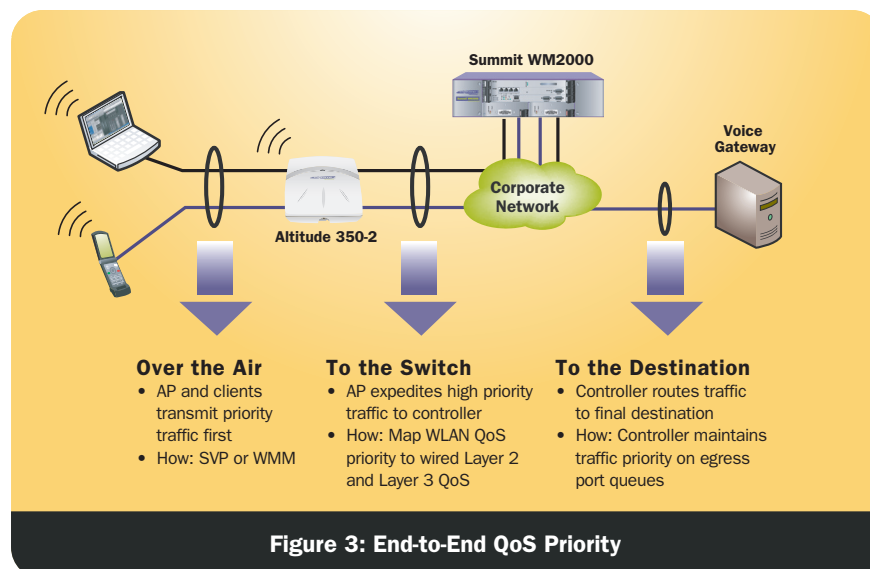 Summit WM2000
Voice
Gateway
Corporate
Network
Altitude 350-2
Over the Air
• AP and clients
transmit priority
traffic first
• How: SVP or WMM
To the Switch
• AP expedites high priority
traffic to controller
• How: Map WLAN QoS
priority to wired Layer 2
and Layer 3 QoS
To the Destination
• Controller routes traffic
to final destination
• How: Controller maintains
traffic priority on egress
port queues
Figure 3: End-to-End QoS Priority